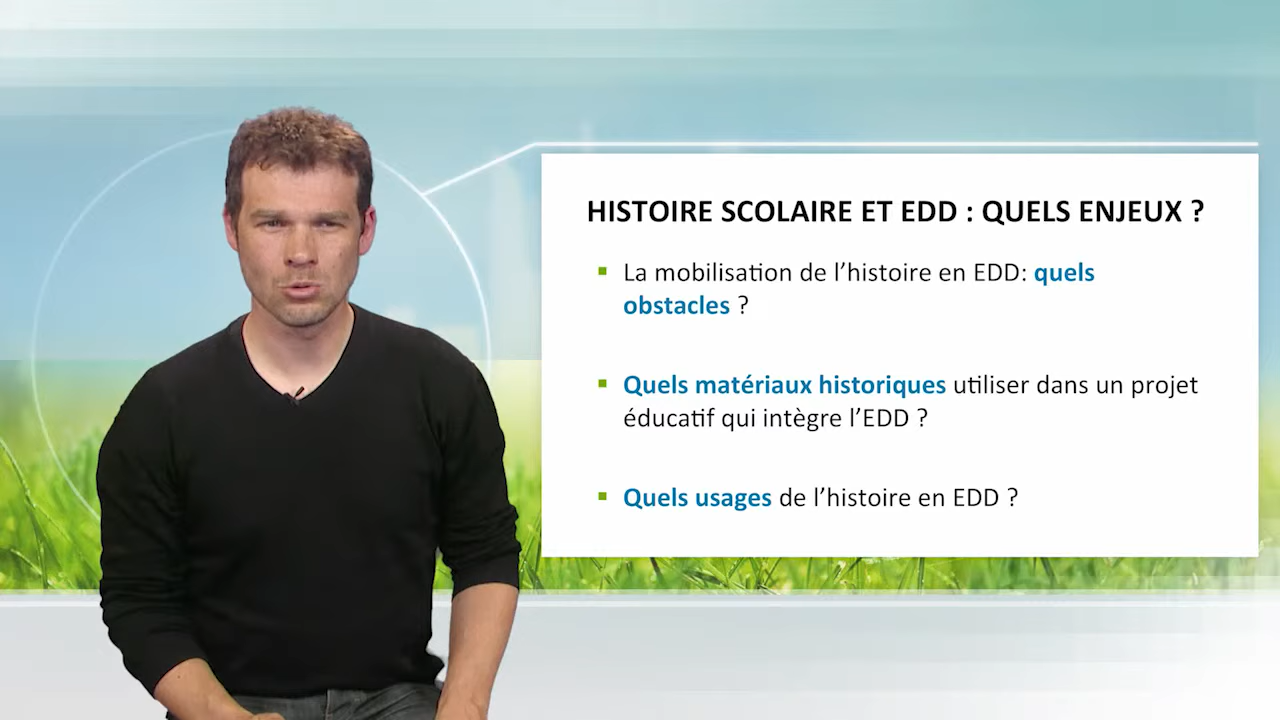 HISTOIRE SCOLAIRE ET EDD : QUELS ENJEUX ?
La mobilisation de l’histoire en EDD: quels
obstacles ?
Quels matériaux historiques utiliser dans un projet
éducatif qui intègre l’EDD ?
Quels usages de l’histoire en EDD ?